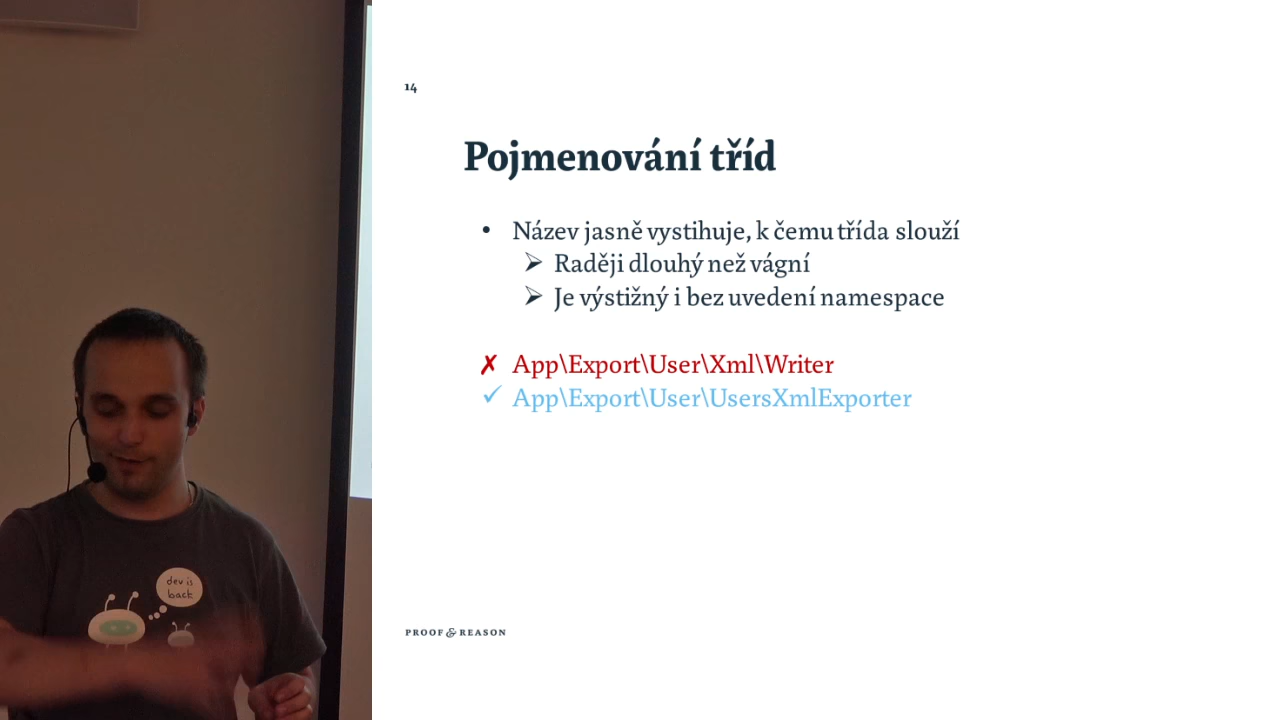 14
Pojmenování tříd
• Název jasně vystihuje, k čemu třída slouží
➢ Raději dlouhý než vágní
➢ Je výstižný i bez uvedení namespace
✗ App\Export\User\Xml\Writer
✓ App\Export\User\UsersXmlExporter
PROOF & REASON
dev is
back